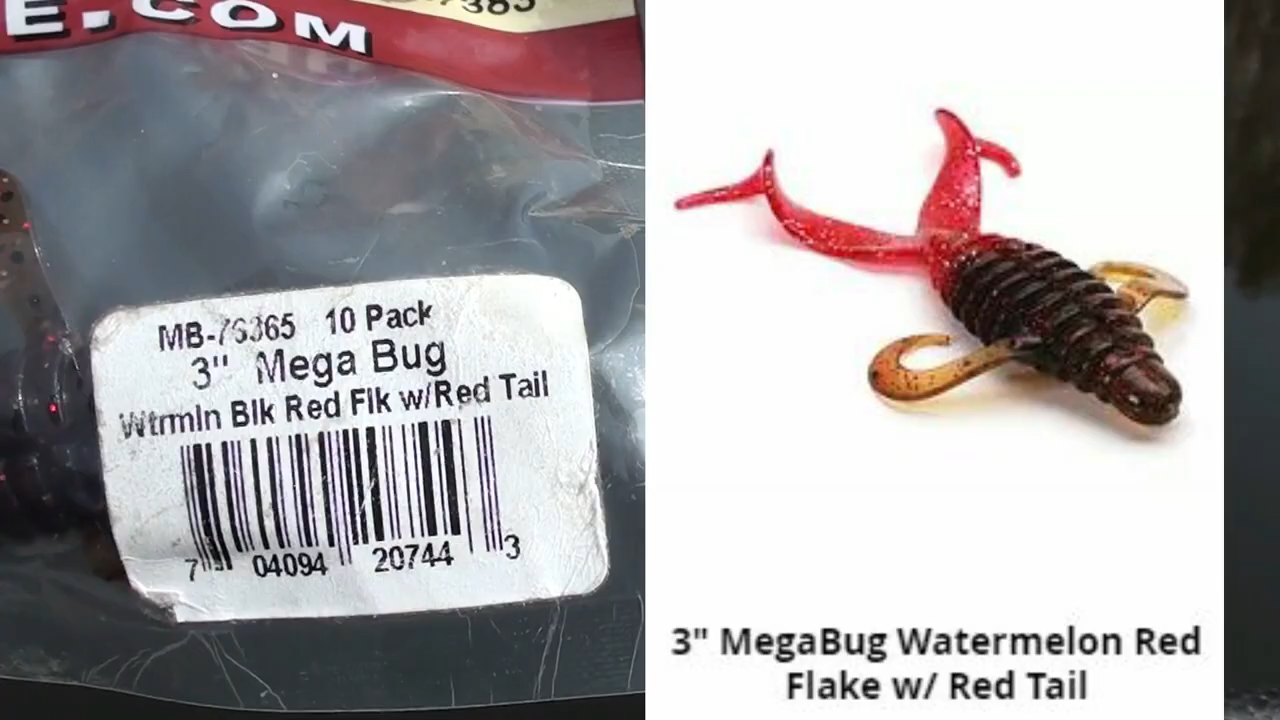 E.COM
MB-76365 10 Pack
3" Mega Bug
Wtrmln Blk Red Flk w/Red Tail
7 04094 20744 3
3" MegaBug Watermelon Red
Flake w/ Red Tail